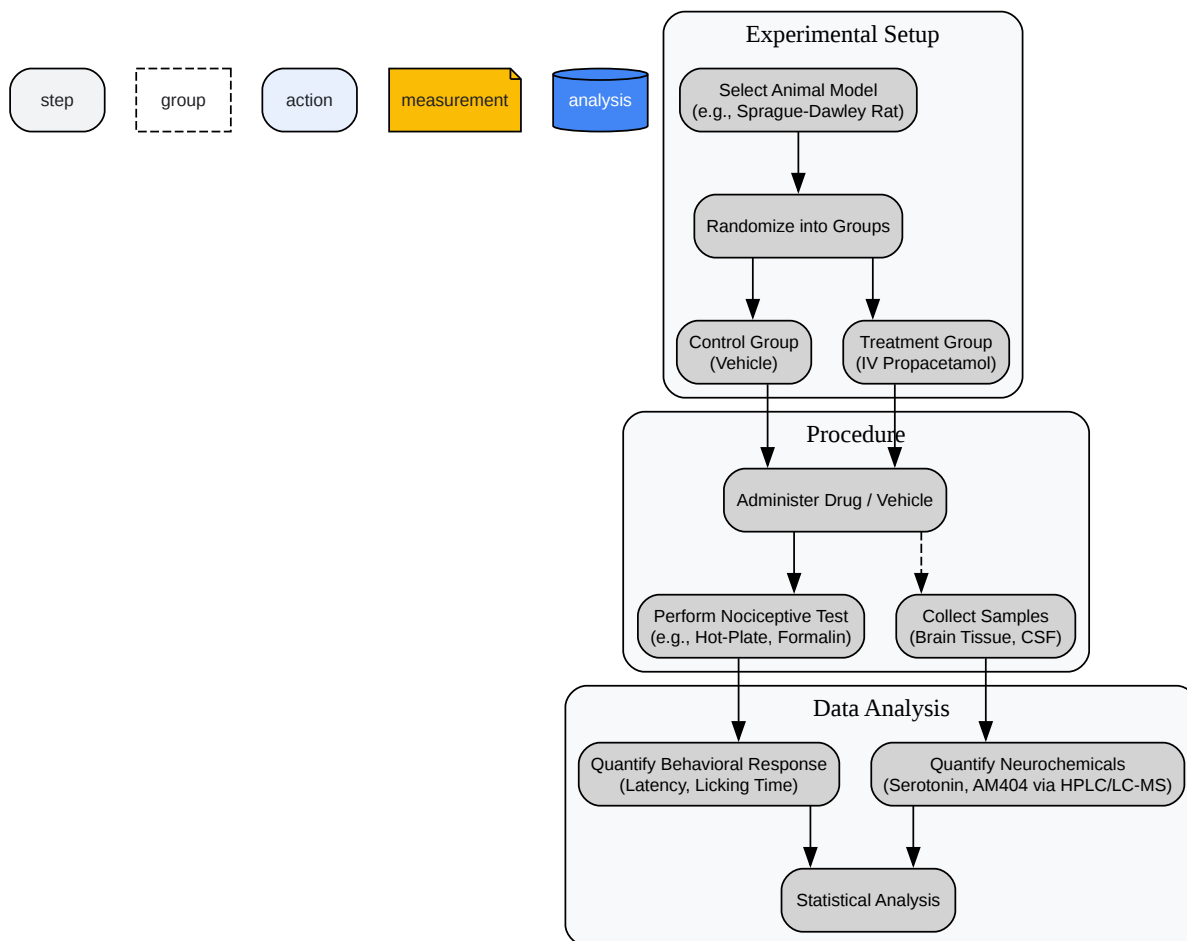 Experimental Setup
step
group
action
measurement
analysis
Select Animal Model
(e.g., Sprague-Dawley Rat)
Randomize into Groups
Control Group
(Vehicle)
Treatment Group
(IV Propacetamol)
Procedure
Administer Drug / Vehicle
Perform Nociceptive Test
(e.g., Hot-Plate, Formalin)
Collect Samples
(Brain Tissue, CSF)
Data Analysis
Quantify Behavioral Response
(Latency, Licking Time)
Quantify Neurochemicals
(Serotonin, AM404 via HPLC/LC-MS)
Statistical Analysis